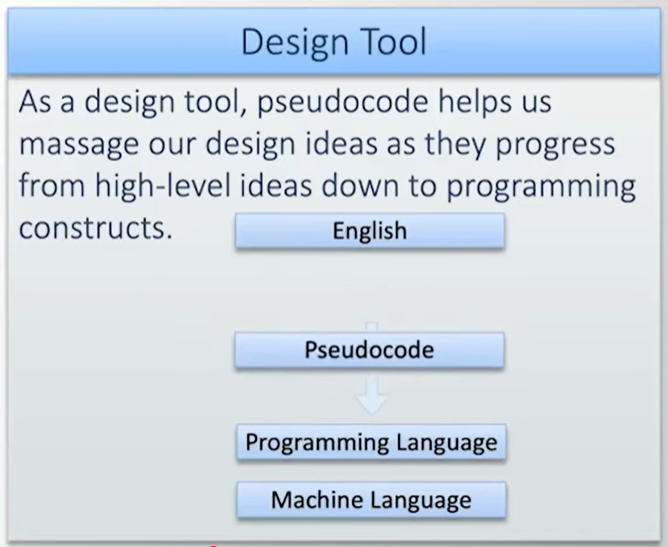 Design Tool
As a design tool, pseudocode helps us
massage our design ideas as they progress
from high-level ideas down to programming
constructs.
English
Pseudocode
Programming Language
Machine Language